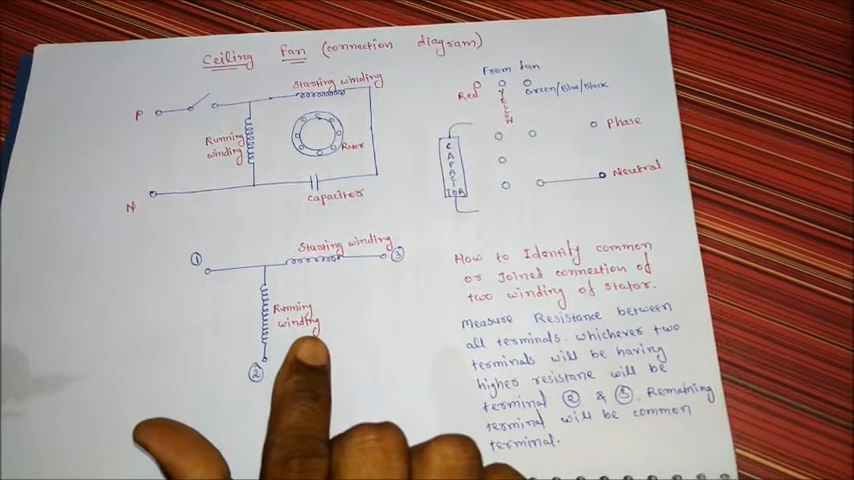 Ceiling fan (connection diagram)
P
Starting winding
Running
winding
Rotor
Capacitor
N
From fan
Red
Yellow
Green/Blue/Black
Phase
CAPACITOR
Neutral
1
Starting winding
3
Running
winding
2
How to Identify common
or Joined connection of
two winding of stator.
Measure Resistance between
all terminals. whichever two
terminals will be having
higher resistane will be
terminal 2 & 3. Remaining
terminal will be common
terminal.